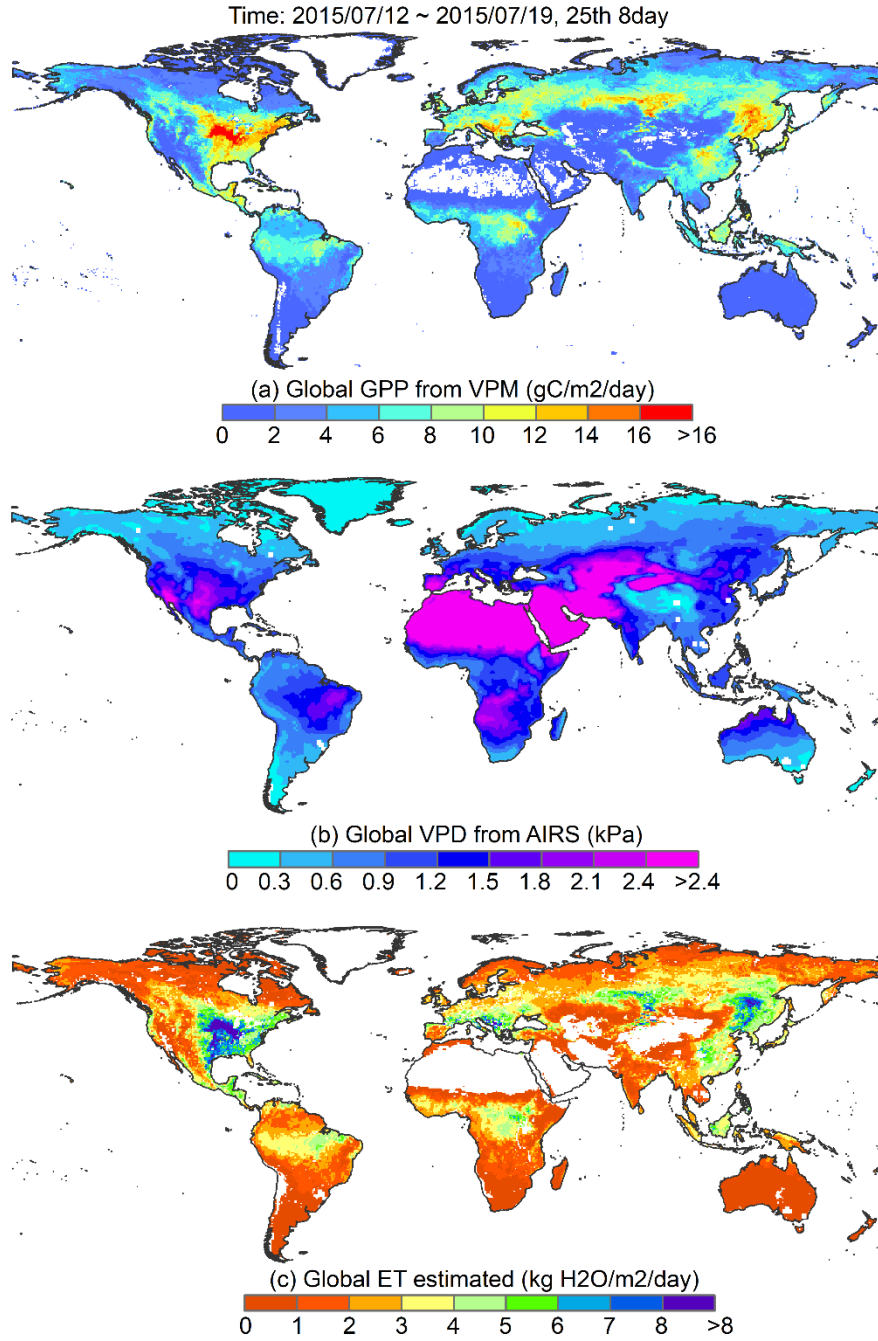 Time: 2015/07/12 ~ 2015/07/19, 25th 8day
(a) Global GPP from VPM (gC/m2/day)
0 2 4 6 8 10 12 14 16 >16
(b) Global VPD from AIRS (kPa)
0 0.3 0.6 0.9 1.2 1.5 1.8 2.1 2.4 >2.4
(c) Global ET estimated (kg H2O/m2/day)
0 1 2 3 4 5 6 7 8 >8